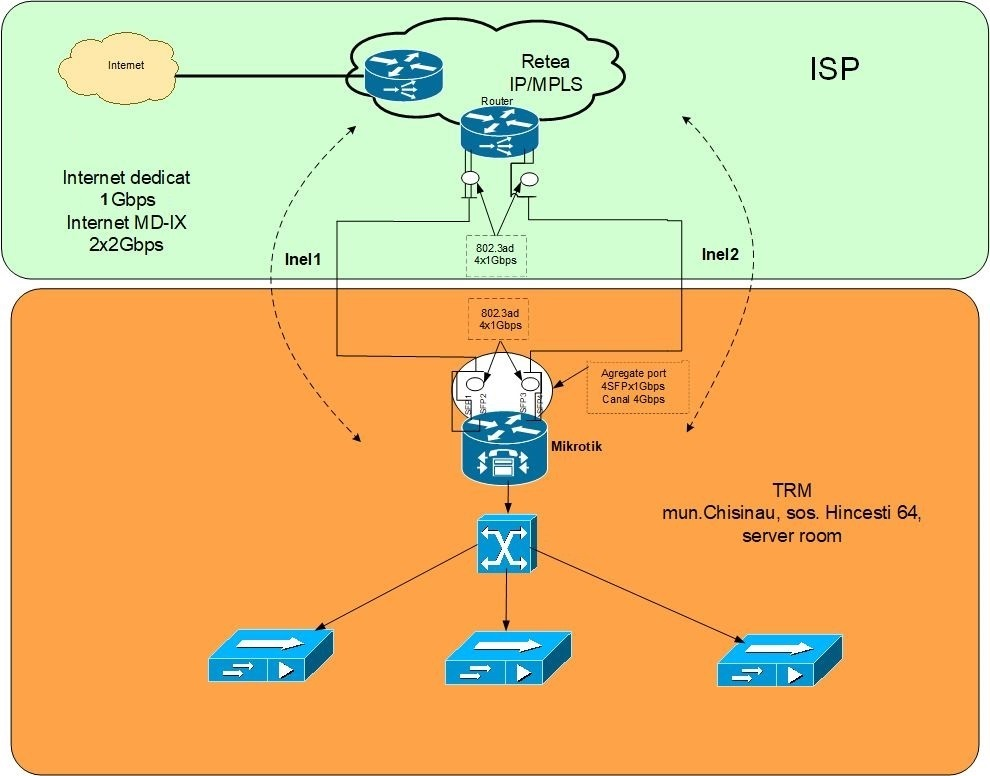 Internet
Retea
IP/MPLS
ISP
Router
Internet dedicat
1Gbps
Internet MD-IX
2x2Gbps
Inel1
802.3ad
4x1Gbps
Inel2
802.3ad
4x1Gbps
Agregate port
4SFPx1Gbps
Canal 4Gbps
SFP1
SFP2
SFP3
SFP4
Mikrotik
TRM
mun.Chisinau, sos. Hincesti 64,
server room